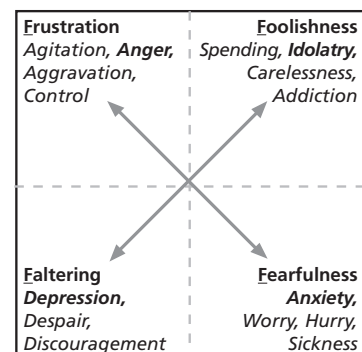 Frustration
Agitation, Anger,
Aggravation,
Control
Foolishness
Spending, Idolatry,
Carelessness,
Addiction
Faltering
Depression,
Despair,
Discouragement
Fearfulness
Anxiety,
Worry, Hurry,
Sickness